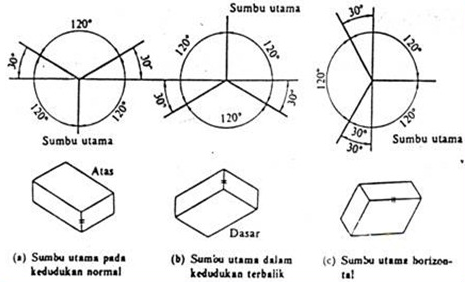 120°
30°
30°
120°
120°
Sumbu utama
Sumbu utama
120°
120°
30°
30°
120°
30°
120°
120°
120°
30°
30°
Sumbu utama
Atas
Dasar
(a) Sumbu utama pada
kedudukan normal
(b) Sumbu utama dalam
kedudukan terbalik
(c) Sumbu utama horizon-
tal